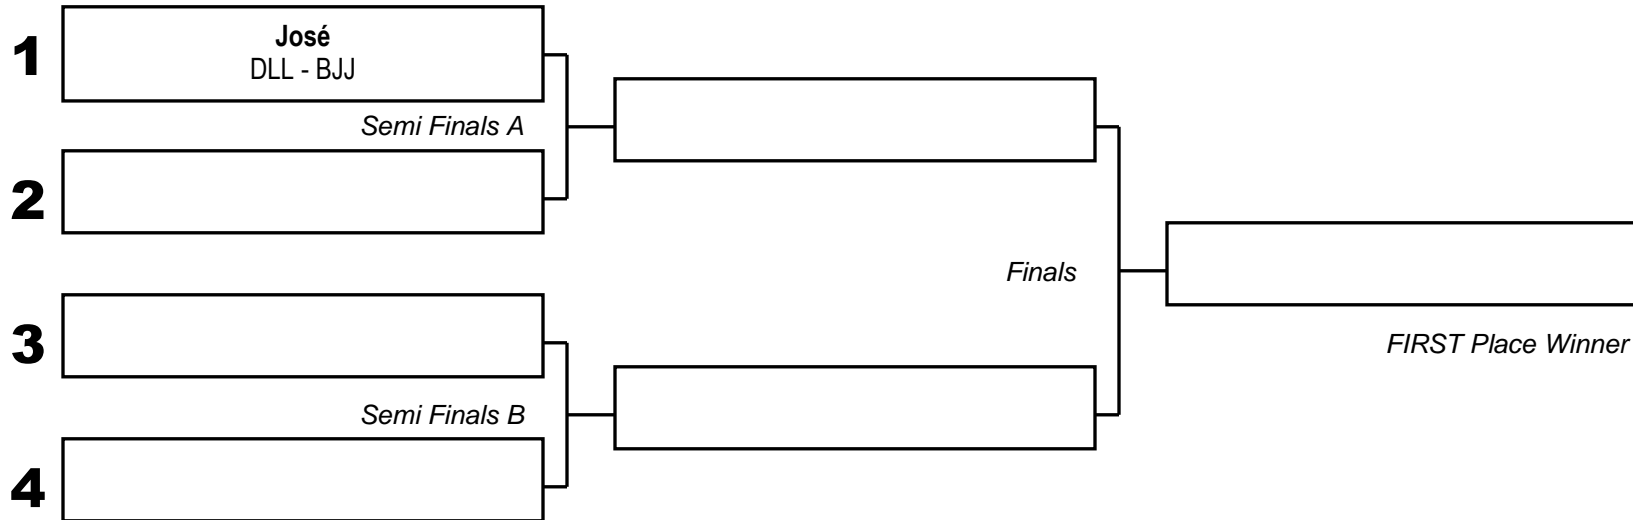 1
José
DLL - BJJ
Semi Finals A
2
Finals
3
FIRST Place Winner
Semi Finals B
4